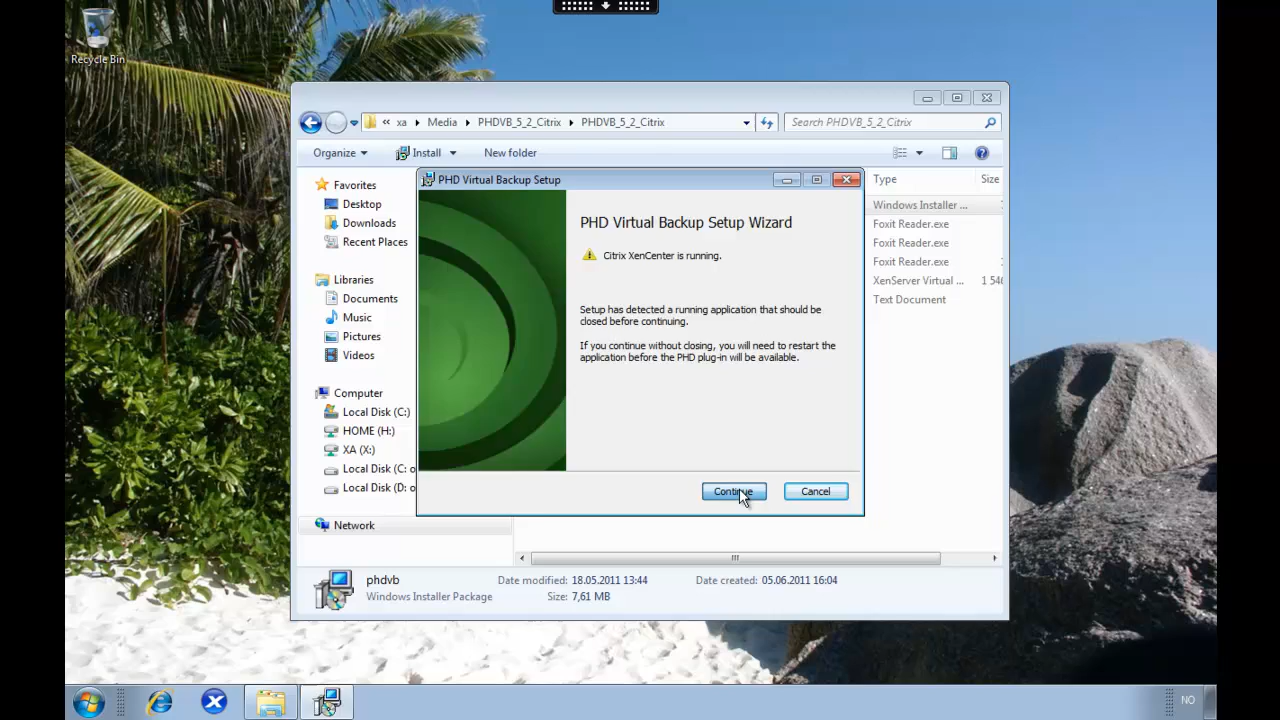 Recycle Bin
« xa ▸ Media ▸ PHDVB_5_2_Citrix ▸ PHDVB_5_2_Citrix
Search PHDVB_5_2_Citrix
Organize
Install
New folder
Favorites
Desktop
Downloads
Recent Places
Libraries
Documents
Music
Pictures
Videos
Computer
Local Disk (C:)
HOME (H:)
XA (X:)
Local Disk (C: o
Local Disk (D: o
Network
PHD Virtual Backup Setup
PHD Virtual Backup Setup Wizard
Citrix XenCenter is running.
Setup has detected a running application that should be
closed before continuing.
If you continue without closing, you will need to restart the
application before the PHD plug-in will be available.
Continue
Cancel
Type
Size
Windows Installer ...
Foxit Reader.exe
Foxit Reader.exe
Foxit Reader.exe
XenServer Virtual ...
1 546
Text Document
phdvb
Date modified: 18.05.2011 13:44
Date created: 05.06.2011 16:04
Windows Installer Package
Size: 7,61 MB
NO